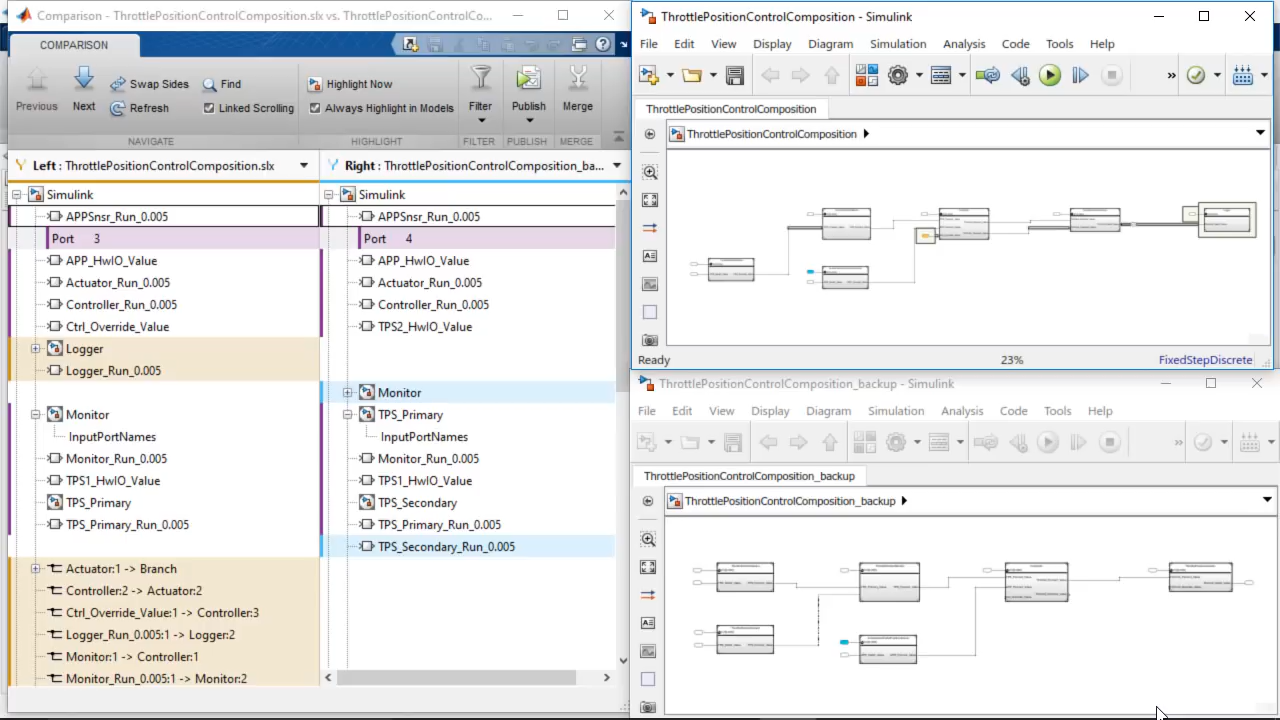 Comparison - ThrottlePositionControlComposition.slx vs. ThrottlePositionControlCo...
COMPARISON
Previous
Next
Swap Sides
Refresh
Find
Linked Scrolling
Highlight Now
Always Highlight in Models
Filter
Publish
Merge
NAVIGATE
HIGHLIGHT
FILTER
PUBLISH
MERGE
Left : ThrottlePositionControlComposition.slx
Right : ThrottlePositionControlComposition_ba...
Simulink
Simulink
APPSnsr_Run_0.005
APPSnsr_Run_0.005
Port 3
Port 4
APP_HwIO_Value
APP_HwIO_Value
Actuator_Run_0.005
Actuator_Run_0.005
Controller_Run_0.005
Controller_Run_0.005
Ctrl_Override_Value
TPS2_HwIO_Value
Logger
Logger_Run_0.005
Monitor
Monitor
TPS_Primary
InputPortNames
InputPortNames
Monitor_Run_0.005
Monitor_Run_0.005
TPS1_HwIO_Value
TPS1_HwIO_Value
TPS_Primary
TPS_Secondary
TPS_Primary_Run_0.005
TPS_Primary_Run_0.005
TPS_Secondary_Run_0.005
Actuator:1 -> Branch
Controller:2 -> Actuator:2
Ctrl_Override_Value:1 -> Controller:3
Logger_Run_0.005:1 -> Logger:2
Monitor:1 -> Controller:1
Monitor_Run_0.005:1 -> Monitor:2
ThrottlePositionControlComposition - Simulink
File Edit View Display Diagram Simulation Analysis Code Tools Help
ThrottlePositionControlComposition
ThrottlePositionControlComposition
Ready
23%
FixedStepDiscrete
ThrottlePositionControlComposition_backup - Simulink
File Edit View Display Diagram Simulation Analysis Code Tools Help
ThrottlePositionControlComposition_backup
ThrottlePositionControlComposition_backup